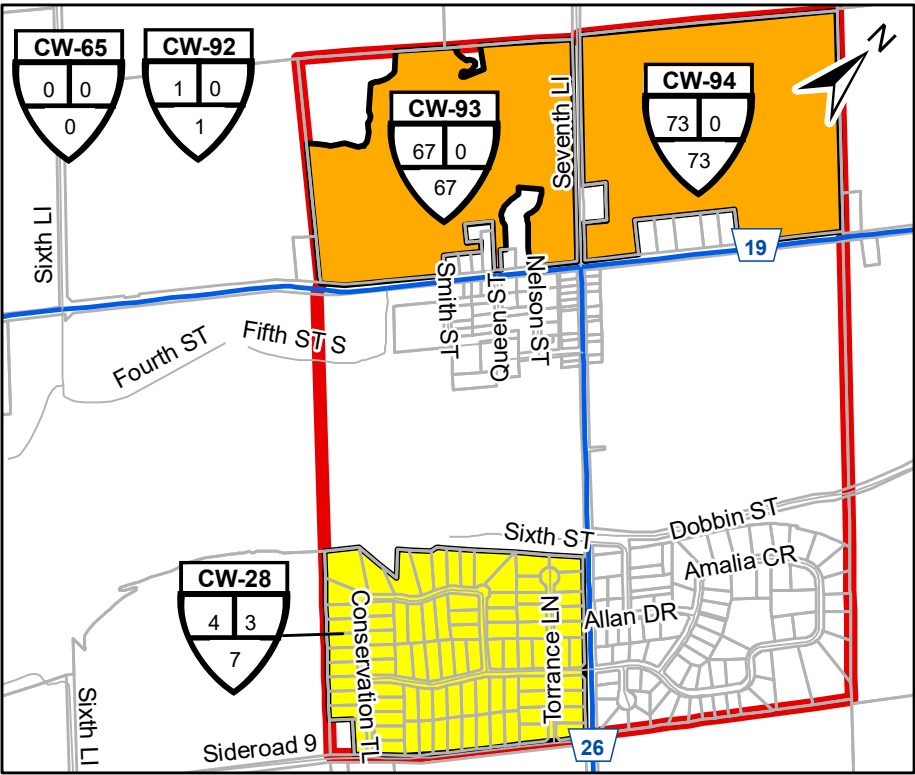 CW-65
0 0
0
CW-92
1 0
1
N
CW-93
67 0
67
CW-94
73 0
73
Seventh LI
Sixth LI
19
Smith ST
Queen ST
Nelson ST
Fourth ST
Fifth ST S
Sixth ST
Dobbin ST
Amalia CR
Allan DR
CW-28
4 3
7
Conservation TL
Torrance LN
Sixth LI
Sideroad 9
26